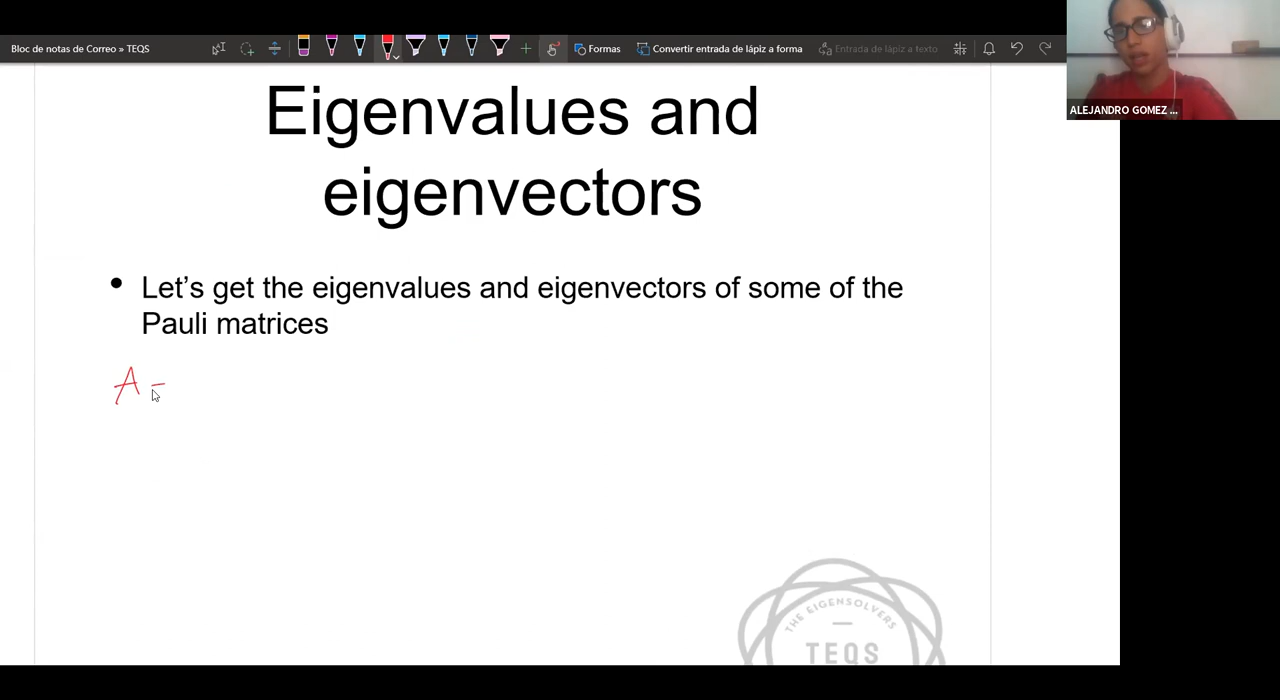 Bloc de notas de Correo » TEQS
Formas
Convertir entrada de lápiz a forma
Entrada de lápiz a texto
ALEJANDRO GOMEZ ...
Eigenvalues and
eigenvectors
• Let’s get the eigenvalues and eigenvectors of some of the
Pauli matrices
A -
THE EIGENSOLVERS
TEQS